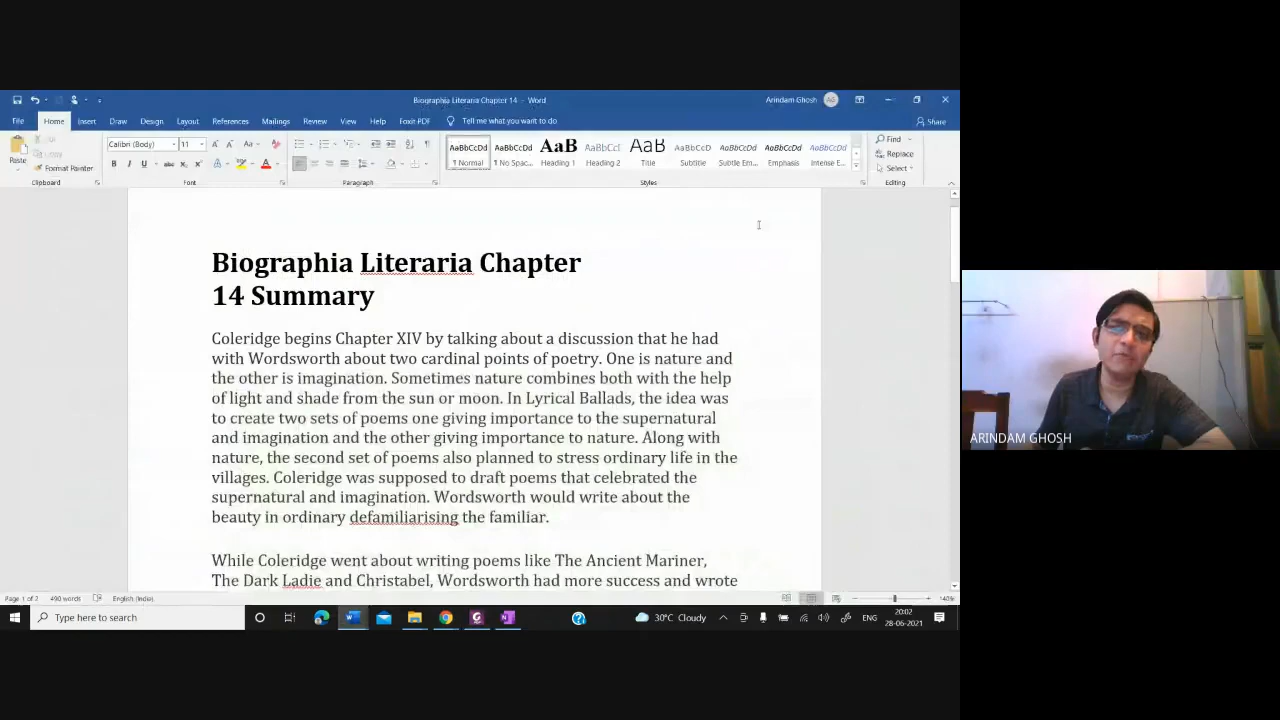 Biographia Literaria Chapter 14 - Word
Arindam Ghosh
AG
File Home Insert Draw Design Layout References Mailings Review View Help Foxit PDF Tell me what you want to do
Share
Paste
Cut
Copy
Format Painter
Clipboard
Calibri (Body) 11
Font
Paragraph
AaBbCcDd AaBbCcDd AaB AaBbCcI AaB AaBbCcD AaBbCcDd AaBbCcDd AaBbCcDd
¶ Normal ¶ No Spac... Heading 1 Heading 2 Title Subtitle Subtle Em... Emphasis Intense E...
Styles
Find
Replace
Select
Editing
Biographia Literaria Chapter
14 Summary
Coleridge begins Chapter XIV by talking about a discussion that he had
with Wordsworth about two cardinal points of poetry. One is nature and
the other is imagination. Sometimes nature combines both with the help
of light and shade from the sun or moon. In Lyrical Ballads, the idea was
to create two sets of poems one giving importance to the supernatural
and imagination and the other giving importance to nature. Along with
nature, the second set of poems also planned to stress ordinary life in the
villages. Coleridge was supposed to draft poems that celebrated the
supernatural and imagination. Wordsworth would write about the
beauty in ordinary defamiliarising the familiar.
While Coleridge went about writing poems like The Ancient Mariner,
The Dark Ladie and Christabel, Wordsworth had more success and wrote
Page 1 of 2 490 words English (India)
140%
Type here to search
30°C Cloudy
ENG
20:02
28-06-2021
ARINDAM GHOSH